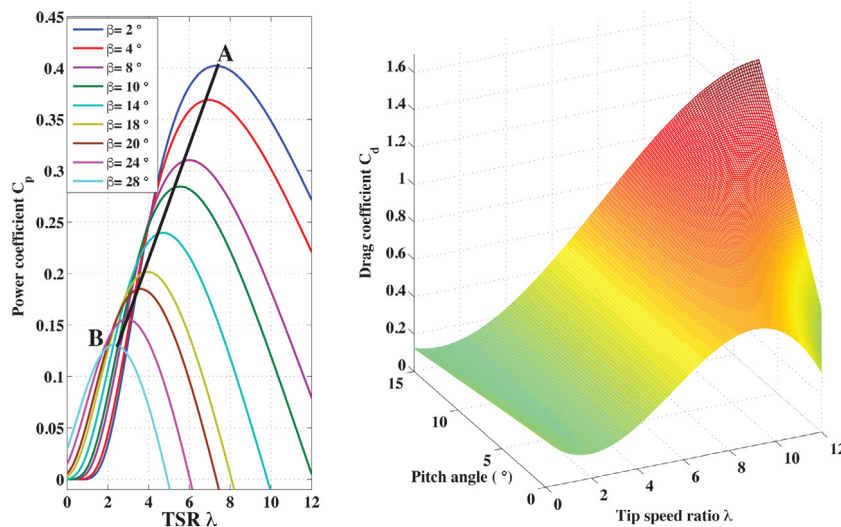 0.45
0.4
0.35
0.3
0.25
0.2
0.15
0.1
0.05
0
Power coefficient C_p
β= 2 °
β= 4 °
β= 8 °
β= 10 °
β= 14 °
β= 18 °
β= 20 °
β= 24 °
β= 28 °
A
B
0 2 4 6 8 10 12
TSR λ
1.6
1.4
1.2
1
0.8
0.6
0.4
0.2
0
Drag coefficient C_d
15
10
5
0
Pitch angle ( °)
0
2
4
6
8
10
12
Tip speed ratio λ